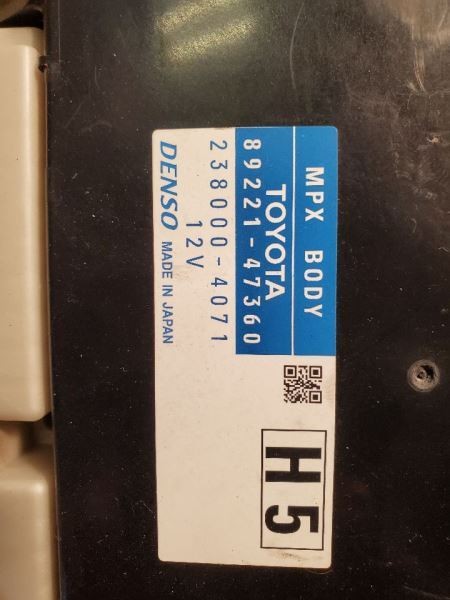 MPX BODY
TOYOTA
89221-47360
238000-4071
12V
DENSO MADE IN JAPAN
H5